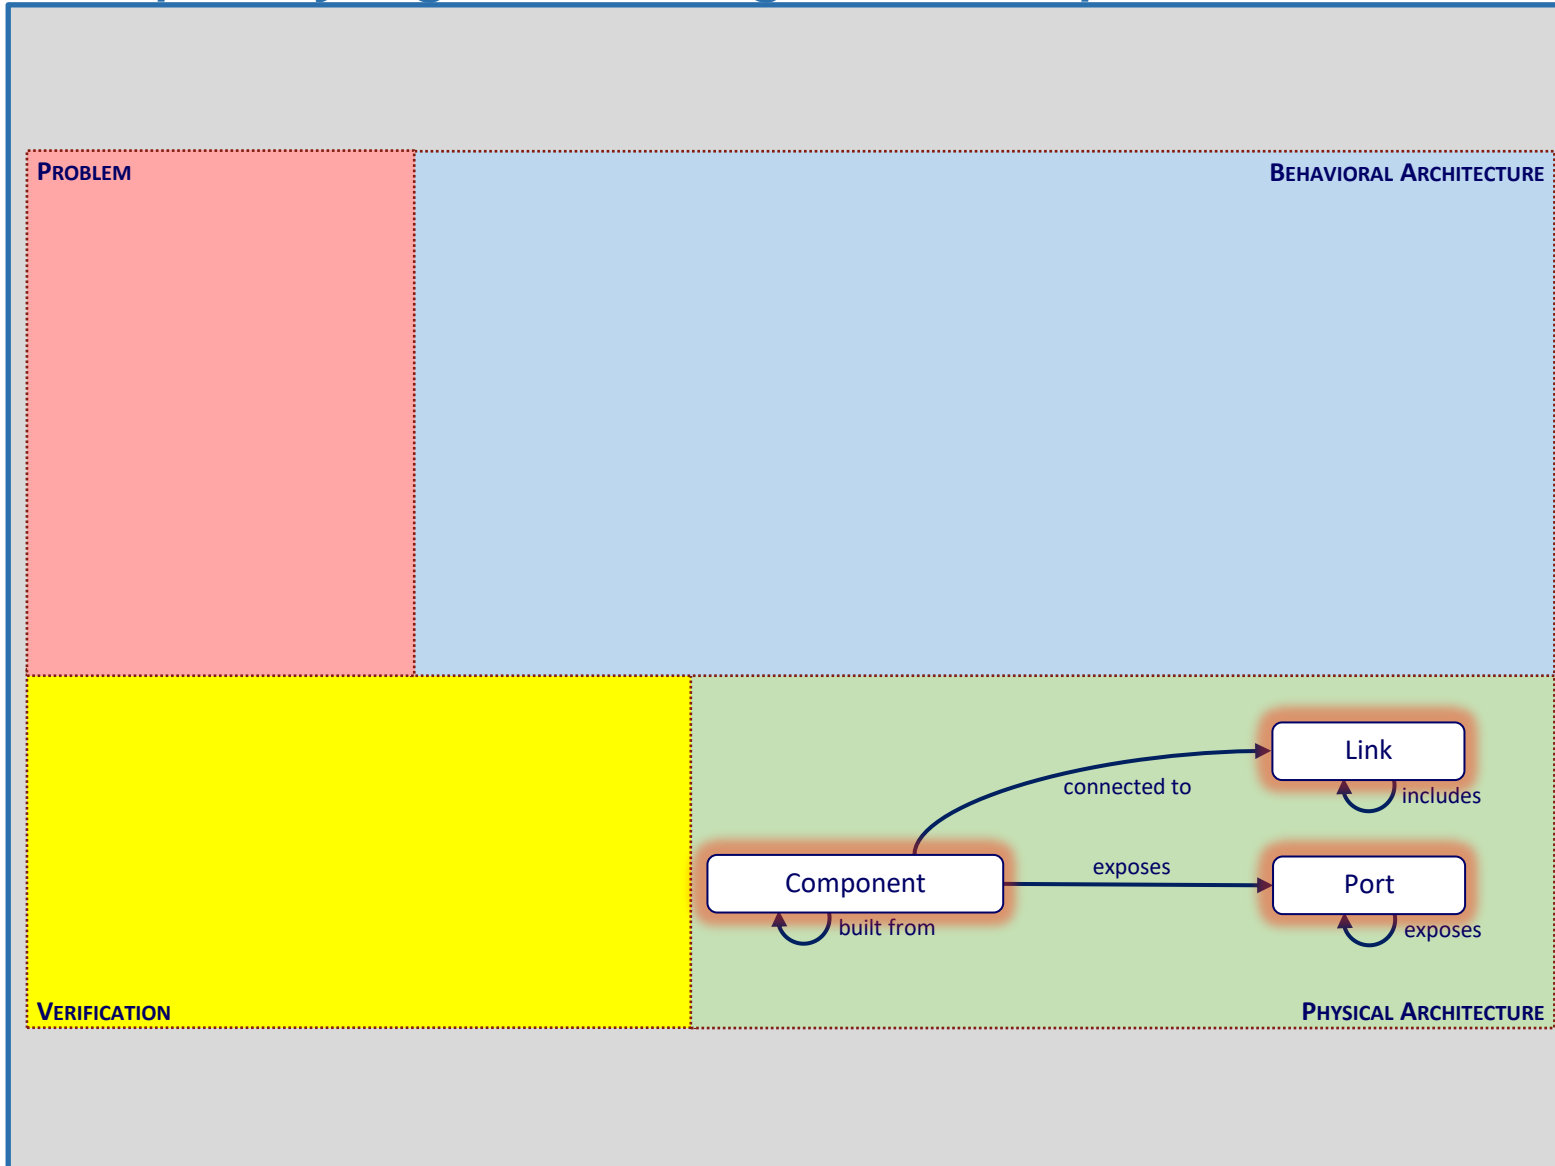 PROBLEM
BEHAVIORAL ARCHITECTURE
Link
connected to
includes
exposes
Component
Port
built from
exposes
VERIFICATION
PHYSICAL ARCHITECTURE